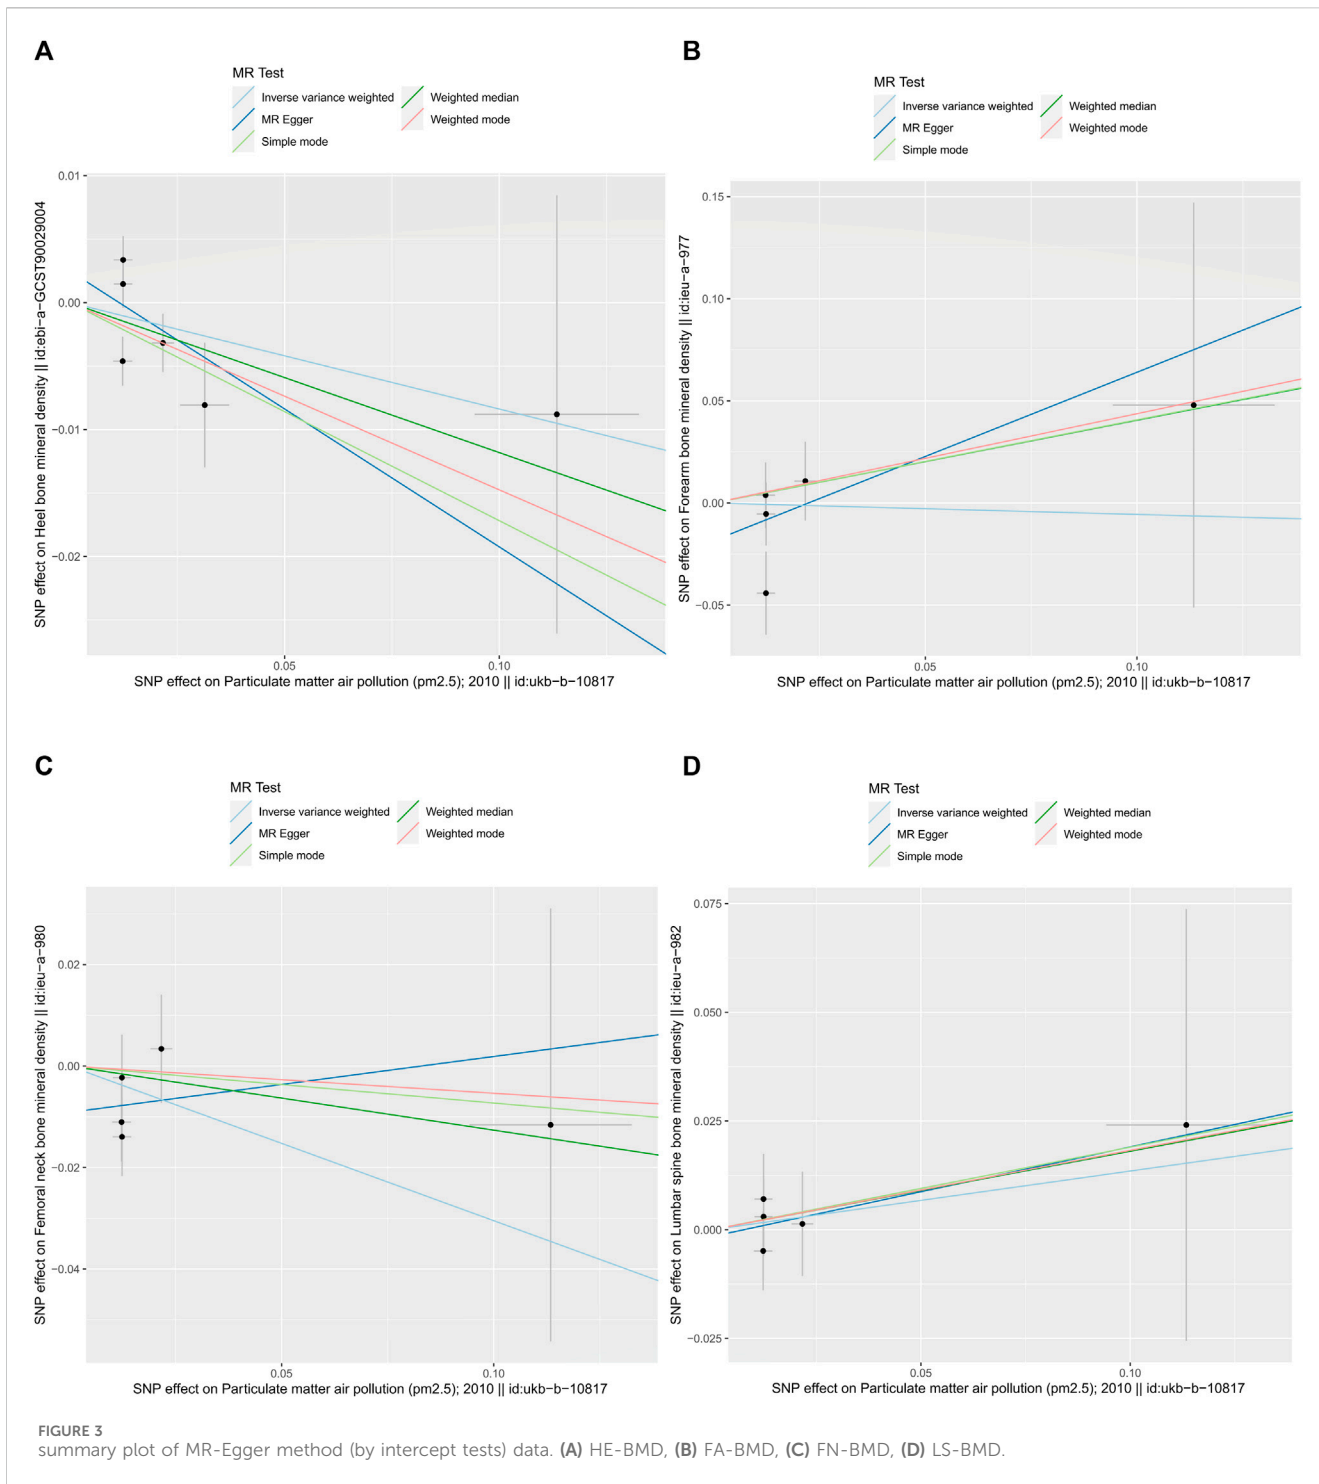 A
MR Test
Inverse variance weighted
Weighted median
MR Egger
Weighted mode
Simple mode
0.01
0.00
−0.01
−0.02
0.05
0.10
SNP effect on Heel bone mineral density || id:ebi−a−GCST90029004
SNP effect on Particulate matter air pollution (pm2.5); 2010 || id:ukb−b−10817
B
MR Test
Inverse variance weighted
Weighted median
MR Egger
Weighted mode
Simple mode
0.15
0.10
0.05
0.00
−0.05
0.05
0.10
SNP effect on Forearm bone mineral density || id:ieu−a−977
SNP effect on Particulate matter air pollution (pm2.5); 2010 || id:ukb−b−10817
C
MR Test
Inverse variance weighted
Weighted median
MR Egger
Weighted mode
Simple mode
0.02
0.00
−0.02
−0.04
0.05
0.10
SNP effect on Femoral neck bone mineral density || id:ieu−a−980
SNP effect on Particulate matter air pollution (pm2.5); 2010 || id:ukb−b−10817
D
MR Test
Inverse variance weighted
Weighted median
MR Egger
Weighted mode
Simple mode
0.075
0.050
0.025
0.000
−0.025
0.05
0.10
SNP effect on Lumbar spine bone mineral density || id:ieu−a−982
SNP effect on Particulate matter air pollution (pm2.5); 2010 || id:ukb−b−10817
FIGURE 3
summary plot of MR-Egger method (by intercept tests) data. (A) HE-BMD, (B) FA-BMD, (C) FN-BMD, (D) LS-BMD.